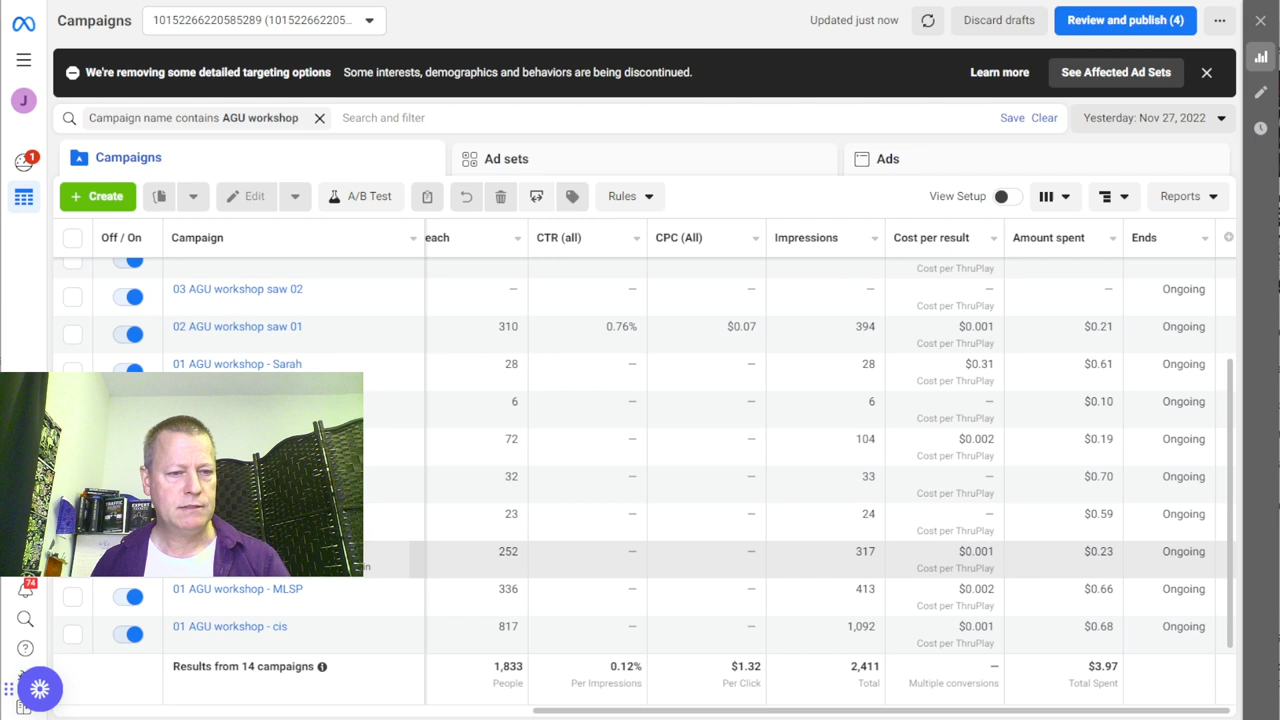 Campaigns
10152266220585289 (101522662205...
Updated just now
Discard drafts
Review and publish (4)
We're removing some detailed targeting options
Some interests, demographics and behaviors are being discontinued.
Learn more
See Affected Ad Sets
Campaign name contains AGU workshop
Search and filter
Save
Clear
Yesterday: Nov 27, 2022
J
1
Campaigns
Ad sets
Ads
+ Create
Edit
A/B Test
Rules
View Setup
Reports
Off / On
Campaign
each
CTR (all)
CPC (All)
Impressions
Cost per result
Amount spent
Ends
Cost per ThruPlay
03 AGU workshop saw 02 — — — — — — Ongoing
Cost per ThruPlay
02 AGU workshop saw 01 310 0.76% $0.07 394 $0.001 $0.21 Ongoing
Cost per ThruPlay
01 AGU workshop - Sarah 28 — — 28 $0.31 $0.61 Ongoing
Cost per ThruPlay
6 — — 6 — $0.10 Ongoing
Cost per ThruPlay
72 — — 104 $0.002 $0.19 Ongoing
Cost per ThruPlay
32 — — 33 — $0.70 Ongoing
Cost per ThruPlay
23 — — 24 — $0.59 Ongoing
Cost per ThruPlay
252 — — 317 $0.001 $0.23 Ongoing
in Cost per ThruPlay
01 AGU workshop - MLSP 336 — — 413 $0.002 $0.66 Ongoing
Cost per ThruPlay
01 AGU workshop - cis 817 — — 1,092 $0.001 $0.68 Ongoing
Cost per ThruPlay
Results from 14 campaigns 1,833 0.12% $1.32 2,411 — $3.97
People Per Impressions Per Click Total Multiple conversions Total Spent
74
TRAFFIC
EXPERT